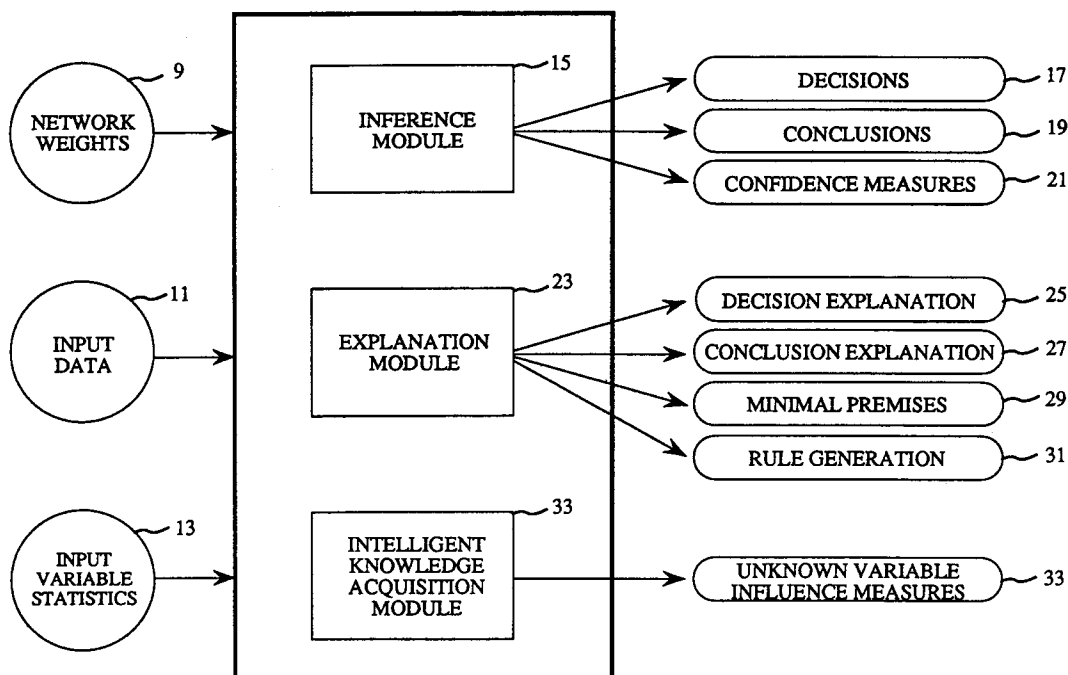 9
NETWORK
WEIGHTS
15
INFERENCE
MODULE
DECISIONS
17
CONCLUSIONS
19
CONFIDENCE MEASURES
21
11
INPUT
DATA
23
EXPLANATION
MODULE
DECISION EXPLANATION
25
CONCLUSION EXPLANATION
27
MINIMAL PREMISES
29
RULE GENERATION
31
13
INPUT
VARIABLE
STATISTICS
33
INTELLIGENT
KNOWLEDGE
ACQUISITION
MODULE
UNKNOWN VARIABLE
INFLUENCE MEASURES
33